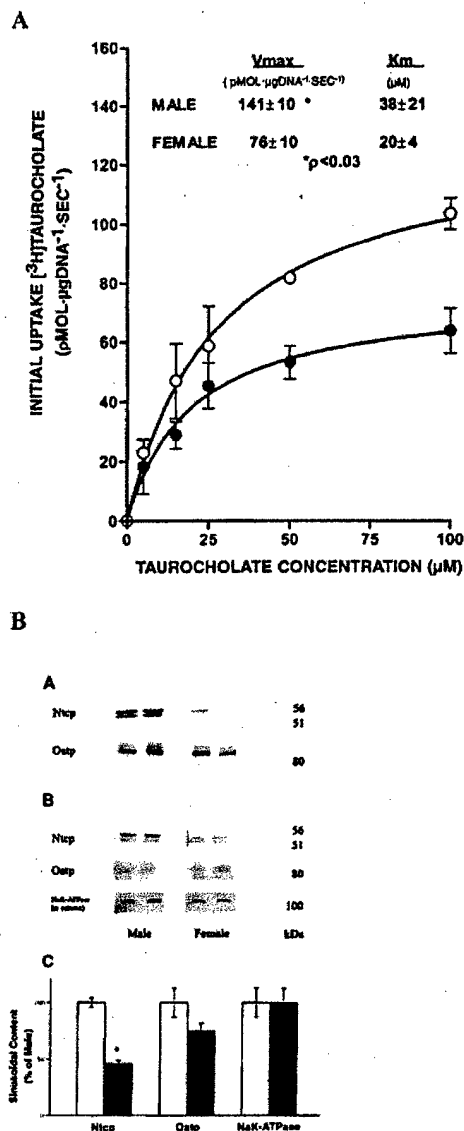 A
Vmax Km
( pMOL·µgDNA⁻¹·SEC⁻¹) (µM)
MALE 141±10 * 38±21
FEMALE 76±10 20±4
*ρ<0.03
INITIAL UPTAKE [³H]TAUROCHOLATE
(pMOL·µgDNA⁻¹·SEC⁻¹)
160
140
120
100
80
60
40
20
0
0 25 50 75 100
TAUROCHOLATE CONCENTRATION (µM)
B
A
Ntcp 56
51
Oatp 80
B
Ntcp 56
51
Oatp 80
NaK-ATPase 100
Male Female kDa
C
Sinusoidal Content
(% of Male)
*
Ntcp Oatp NaK-ATPase